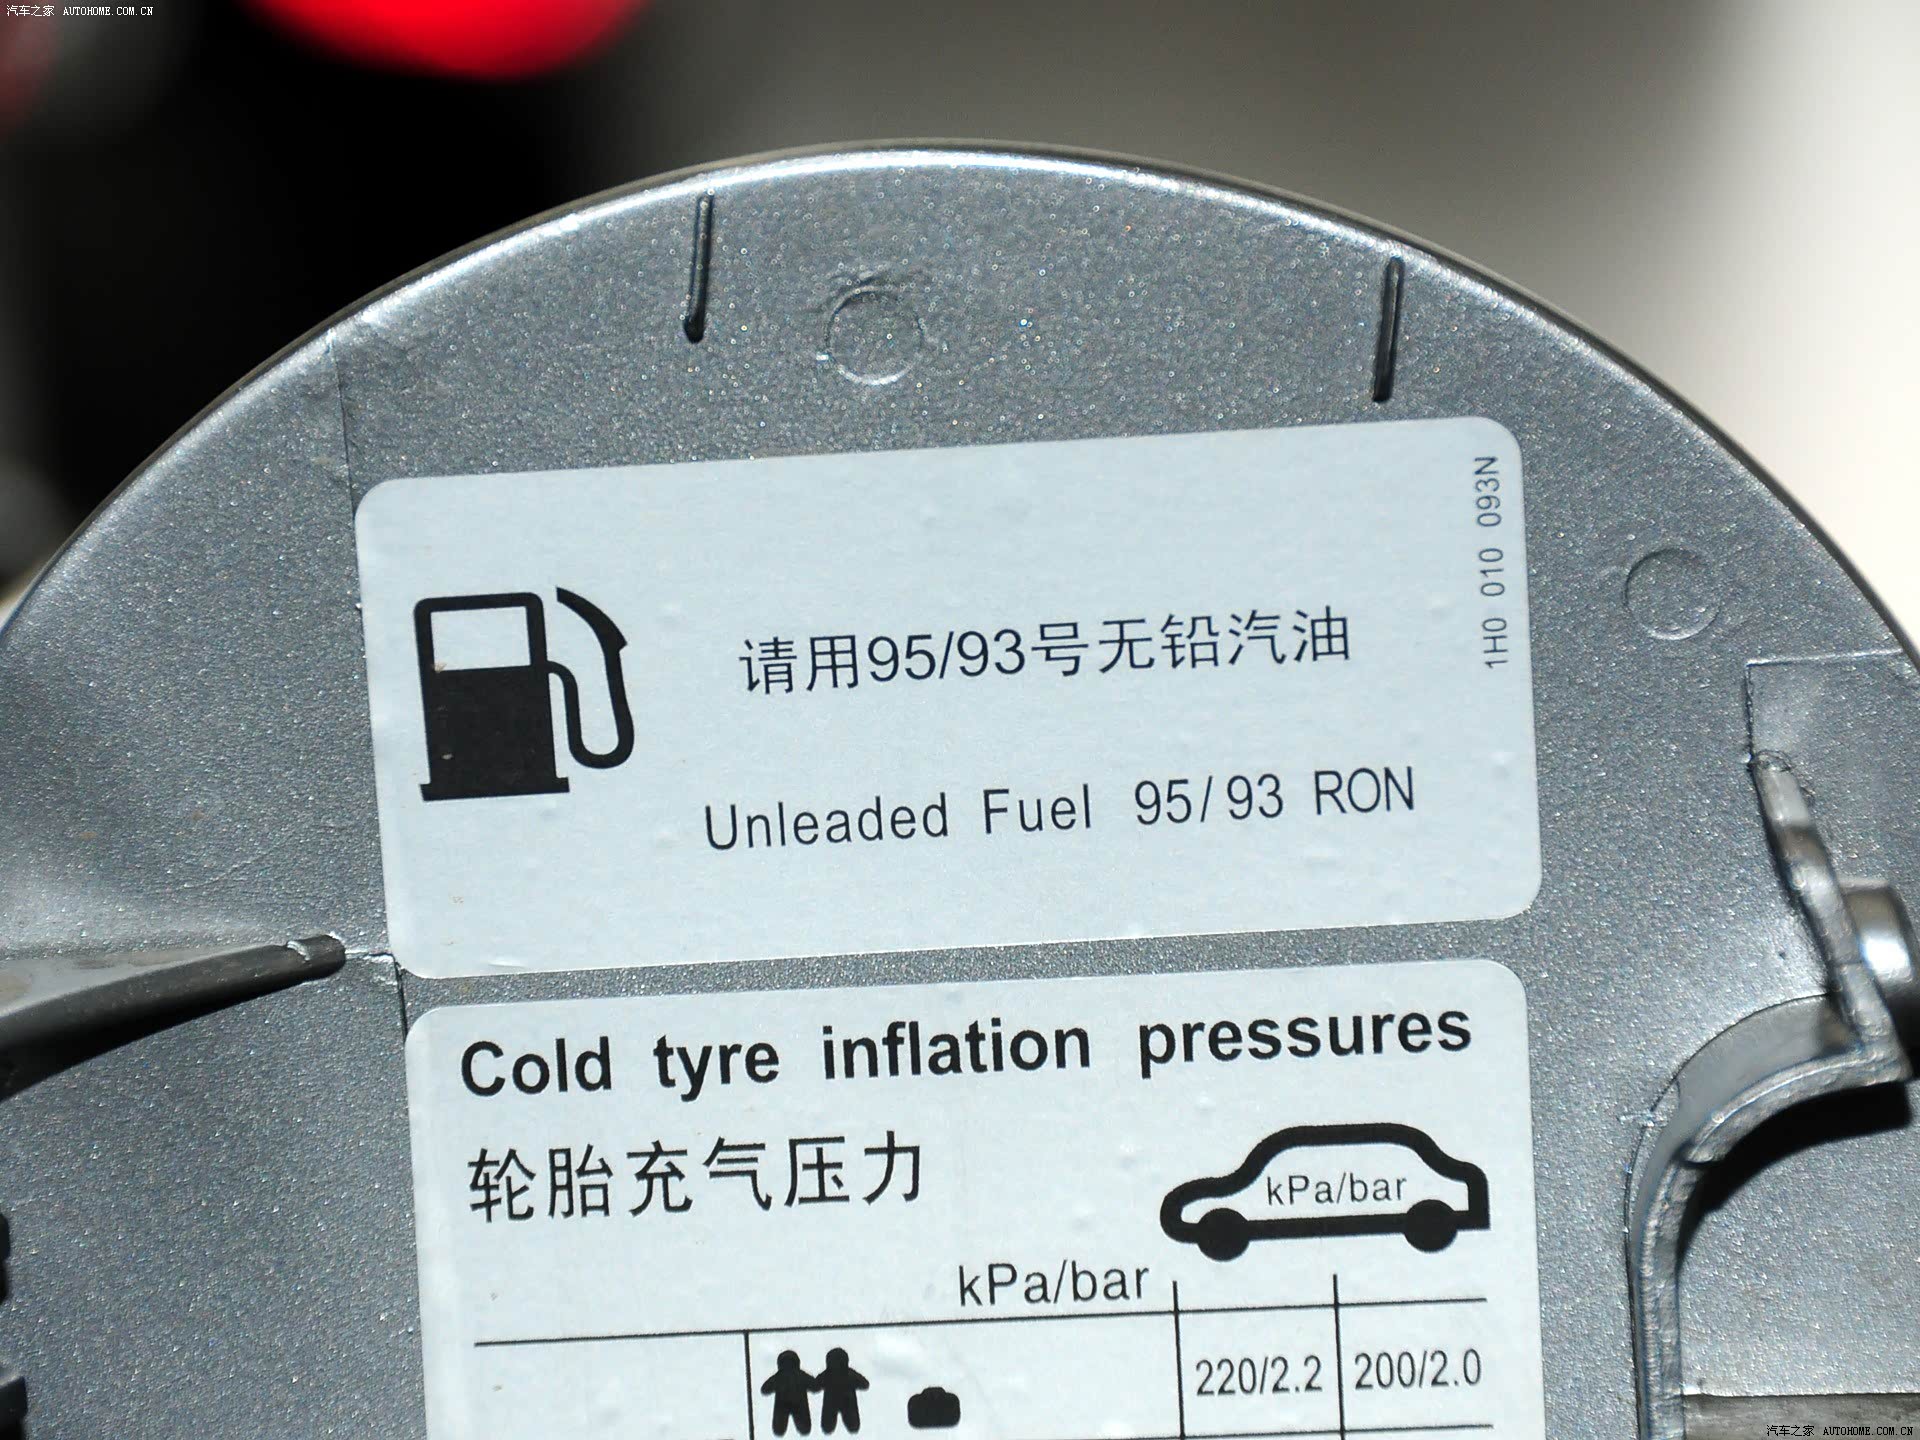 汽车之家 AUTOHOME.COM.CN
1H0 010 093N
请用95/93号无铅汽油
Unleaded Fuel 95/93 RON
Cold tyre inflation pressures
轮胎充气压力
kPa/bar
kPa/bar
220/2.2 200/2.0
汽车之家 AUTOHOME.COM.CN